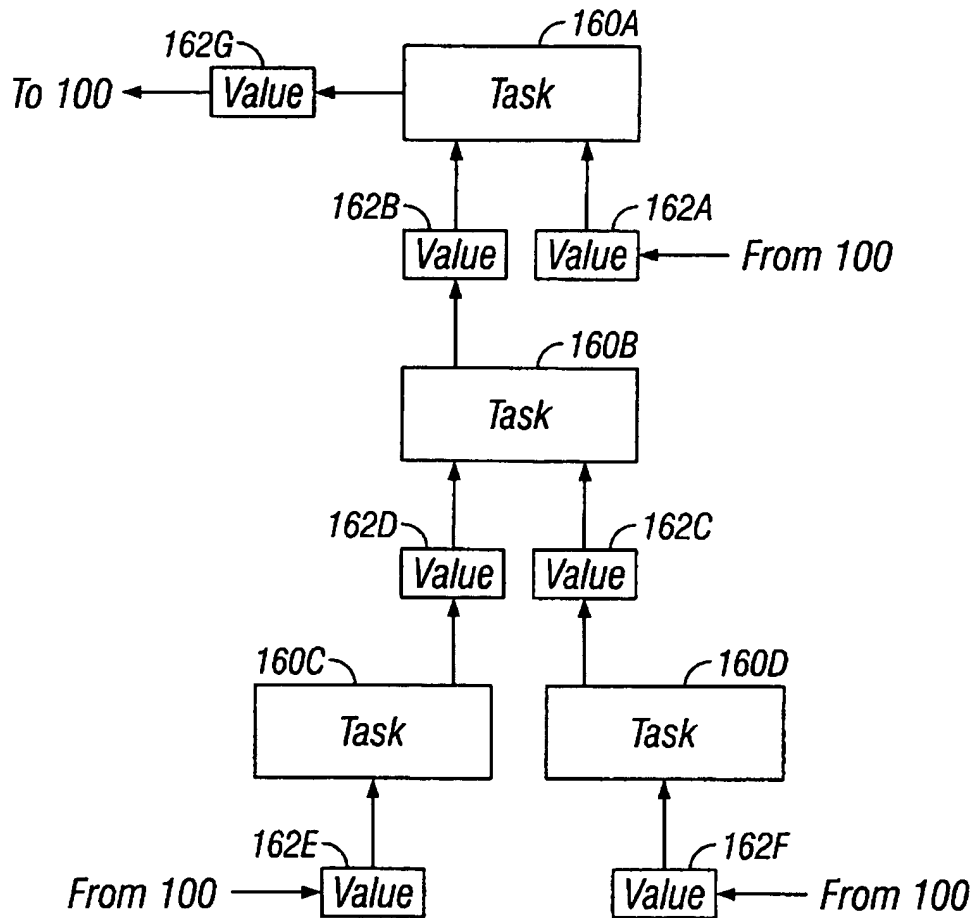 160A
162G
To 100
Value
Task
162B
162A
Value
Value
From 100
160B
Task
162D
162C
Value
Value
160C
160D
Task
Task
162E
162F
From 100
Value
Value
From 100